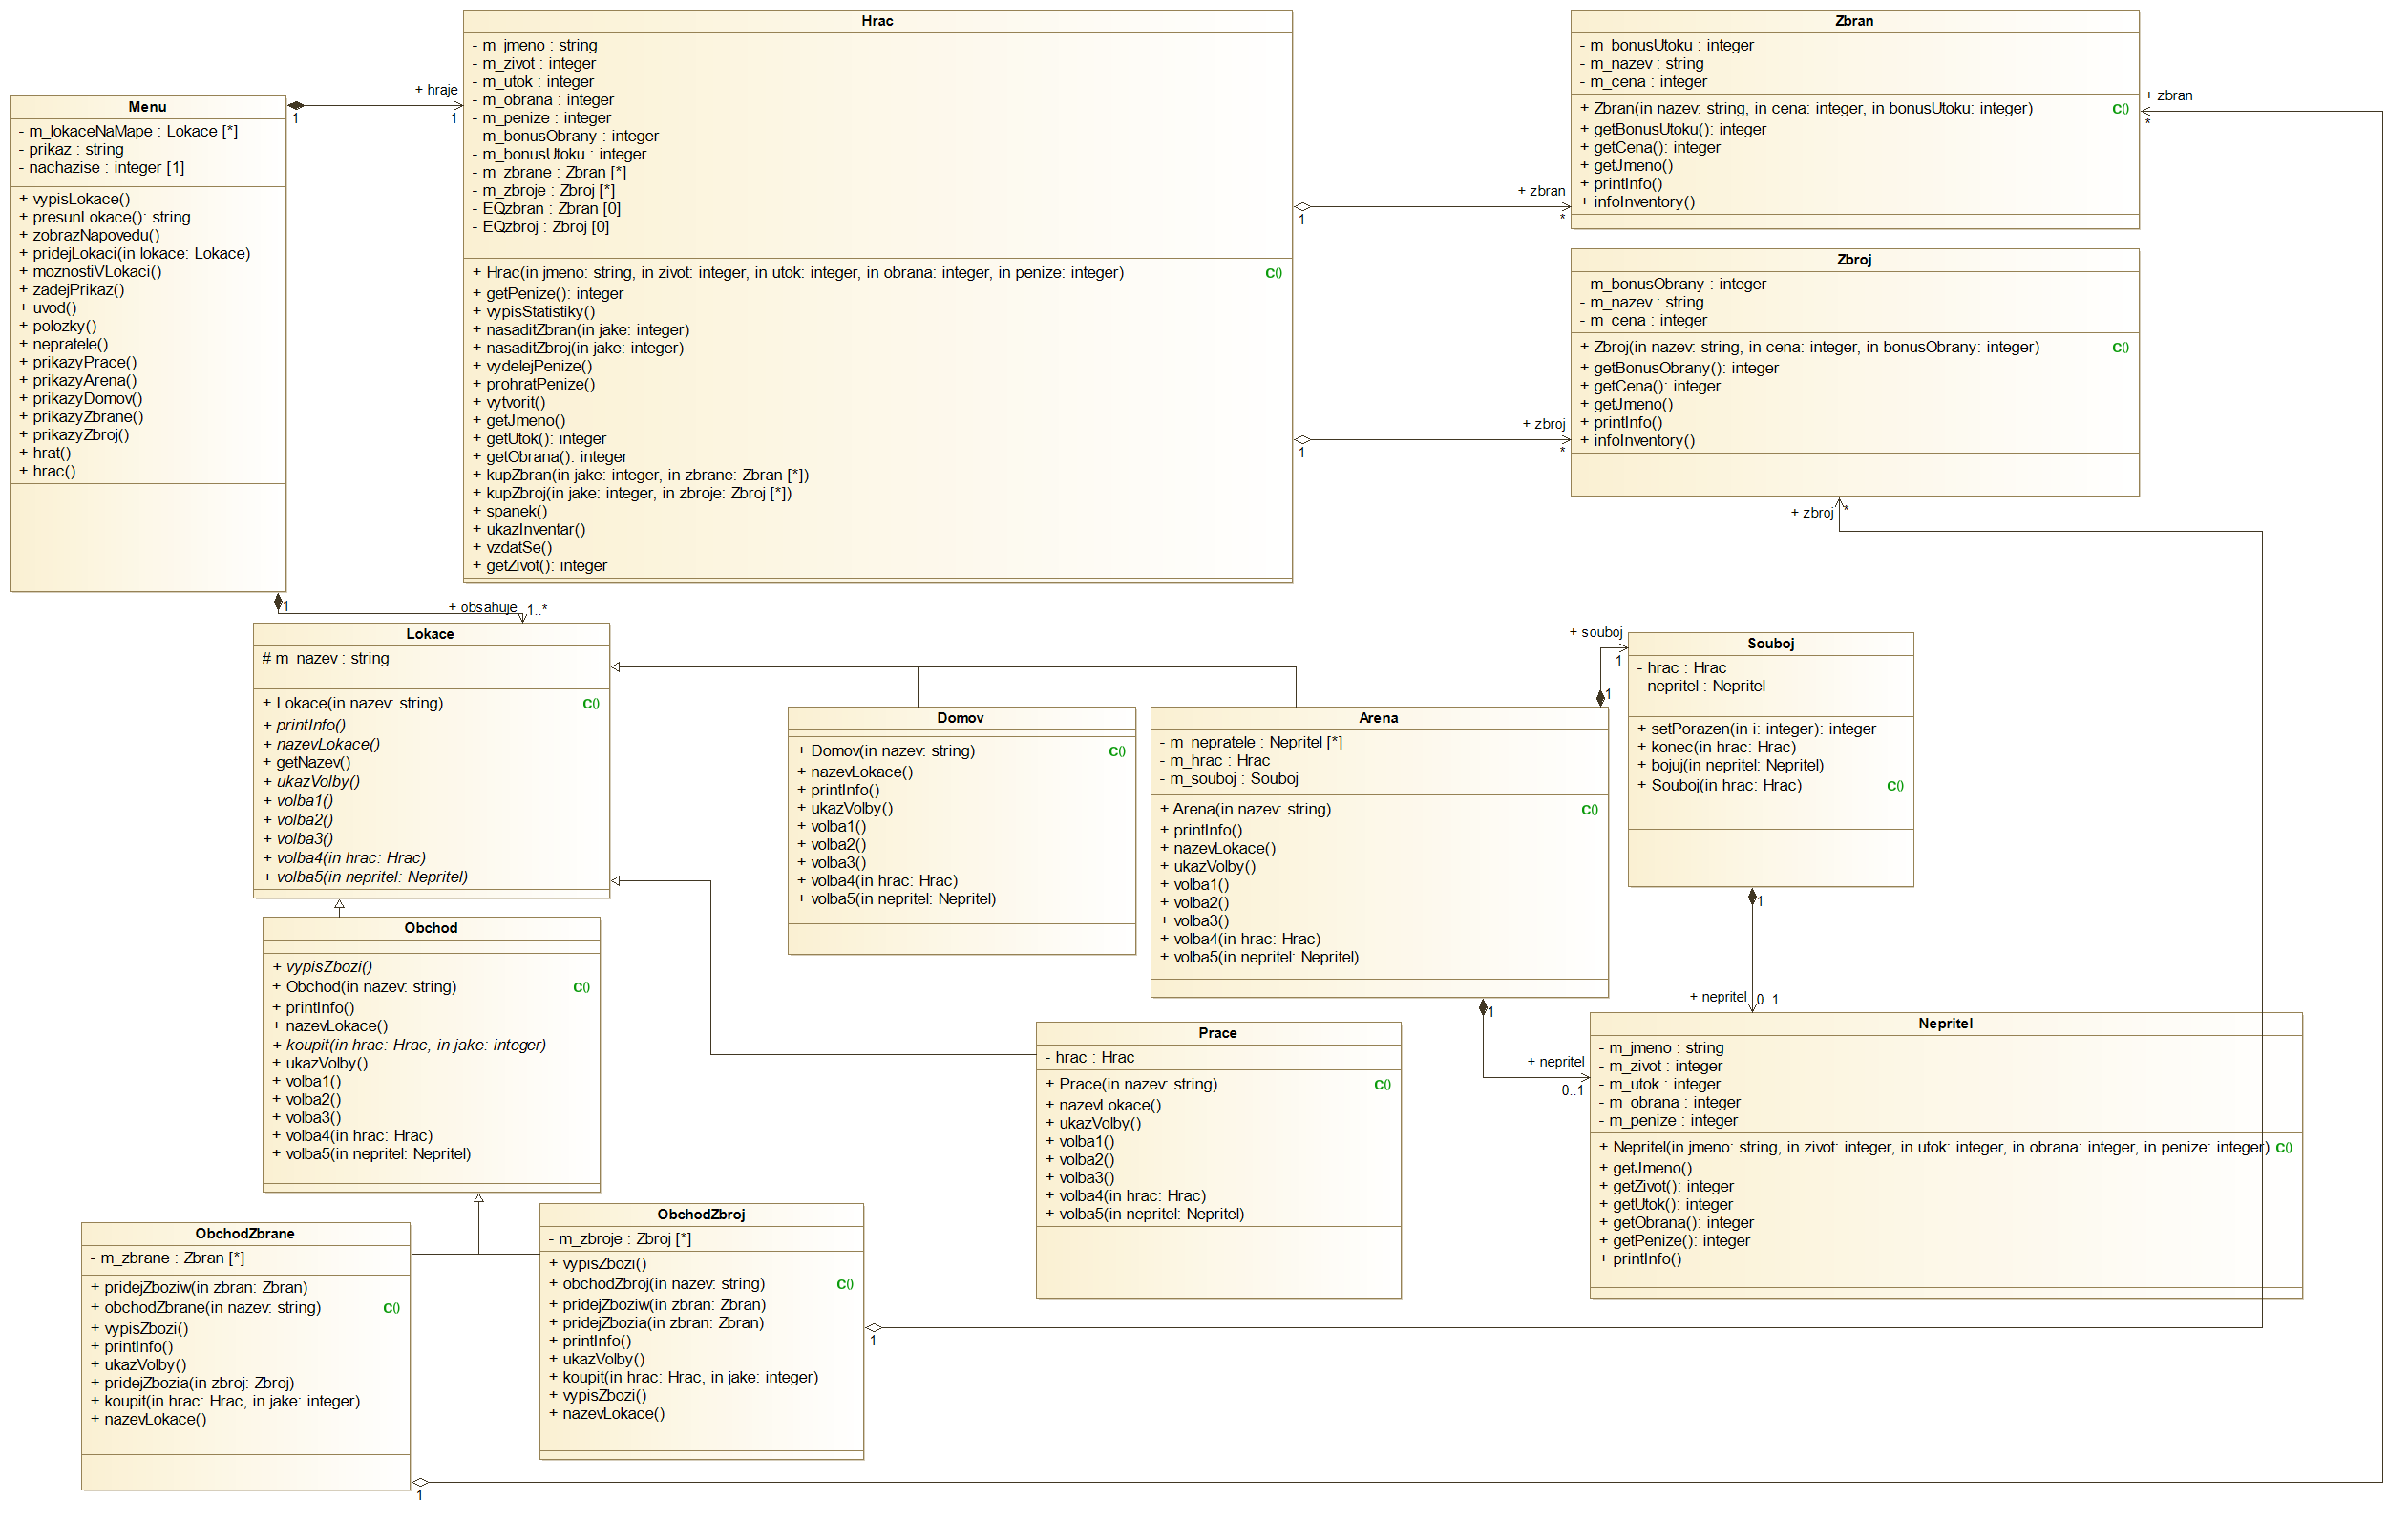 Menu
- m_lokaceNaMape : Lokace [*]
- prikaz : string
- nachazise : integer [1]
+ vypisLokace()
+ presunLokace(): string
+ zobrazNapovedu()
+ pridejLokaci(in lokace: Lokace)
+ moznostiVLokaci()
+ zadejPrikaz()
+ uvod()
+ polozky()
+ nepratele()
+ prikazyPrace()
+ prikazyArena()
+ prikazyDomov()
+ prikazyZbrane()
+ prikazyZbroj()
+ hrat()
+ hrac()
+ hraje
1
1
Hrac
- m_jmeno : string
- m_zivot : integer
- m_utok : integer
- m_obrana : integer
- m_penize : integer
- m_bonusObrany : integer
- m_bonusUtoku : integer
- m_zbrane : Zbran [*]
- m_zbroje : Zbroj [*]
- EQzbran : Zbran [0]
- EQzbroj : Zbroj [0]
+ Hrac(in jmeno: string, in zivot: integer, in utok: integer, in obrana: integer, in penize: integer) C()
+ getPenize(): integer
+ vypisStatistiky()
+ nasaditZbran(in jake: integer)
+ nasaditZbroj(in jake: integer)
+ vydelejPenize()
+ prohratPenize()
+ vytvorit()
+ getJmeno()
+ getUtok(): integer
+ getObrana(): integer
+ kupZbran(in jake: integer, in zbrane: Zbran [*])
+ kupZbroj(in jake: integer, in zbroje: Zbroj [*])
+ spanek()
+ ukazInventar()
+ vzdatSe()
+ getZivot(): integer
+ zbran
1
*
+ zbroj
1
*
Zbran
- m_bonusUtoku : integer
- m_nazev : string
- m_cena : integer
+ Zbran(in nazev: string, in cena: integer, in bonusUtoku: integer) C()
+ getBonusUtoku(): integer
+ getCena(): integer
+ getJmeno()
+ printInfo()
+ infoInventory()
+ zbran
*
Zbroj
- m_bonusObrany : integer
- m_nazev : string
- m_cena : integer
+ Zbroj(in nazev: string, in cena: integer, in bonusObrany: integer) C()
+ getBonusObrany(): integer
+ getCena(): integer
+ getJmeno()
+ printInfo()
+ infoInventory()
+ zbroj
*
1
+ obsahuje
1..*
Lokace
# m_nazev : string
+ Lokace(in nazev: string) C()
+ printInfo()
+ nazevLokace()
+ getNazev()
+ ukazVolby()
+ volba1()
+ volba2()
+ volba3()
+ volba4(in hrac: Hrac)
+ volba5(in nepritel: Nepritel)
Domov
+ Domov(in nazev: string) C()
+ nazevLokace()
+ printInfo()
+ ukazVolby()
+ volba1()
+ volba2()
+ volba3()
+ volba4(in hrac: Hrac)
+ volba5(in nepritel: Nepritel)
Arena
- m_nepratele : Nepritel [*]
- m_hrac : Hrac
- m_souboj : Souboj
+ Arena(in nazev: string) C()
+ printInfo()
+ nazevLokace()
+ ukazVolby()
+ volba1()
+ volba2()
+ volba3()
+ volba4(in hrac: Hrac)
+ volba5(in nepritel: Nepritel)
+ souboj
1
1
Souboj
- hrac : Hrac
- nepritel : Nepritel
+ setPorazen(in i: integer): integer
+ konec(in hrac: Hrac)
+ bojuj(in nepritel: Nepritel)
+ Souboj(in hrac: Hrac) C()
1
+ nepritel
0..1
1
+ nepritel
0..1
Obchod
+ vypisZbozi()
+ Obchod(in nazev: string) C()
+ printInfo()
+ nazevLokace()
+ koupit(in hrac: Hrac, in jake: integer)
+ ukazVolby()
+ volba1()
+ volba2()
+ volba3()
+ volba4(in hrac: Hrac)
+ volba5(in nepritel: Nepritel)
Prace
- hrac : Hrac
+ Prace(in nazev: string) C()
+ nazevLokace()
+ ukazVolby()
+ volba1()
+ volba2()
+ volba3()
+ volba4(in hrac: Hrac)
+ volba5(in nepritel: Nepritel)
Nepritel
- m_jmeno : string
- m_zivot : integer
- m_utok : integer
- m_obrana : integer
- m_penize : integer
+ Nepritel(in jmeno: string, in zivot: integer, in utok: integer, in obrana: integer, in penize: integer) C()
+ getJmeno()
+ getZivot(): integer
+ getUtok(): integer
+ getObrana(): integer
+ getPenize(): integer
+ printInfo()
ObchodZbrane
- m_zbrane : Zbran [*]
+ pridejZboziw(in zbran: Zbran)
+ obchodZbrane(in nazev: string) C()
+ vypisZbozi()
+ printInfo()
+ ukazVolby()
+ pridejZbozia(in zbroj: Zbroj)
+ koupit(in hrac: Hrac, in jake: integer)
+ nazevLokace()
1
ObchodZbroj
- m_zbroje : Zbroj [*]
+ vypisZbozi()
+ obchodZbroj(in nazev: string) C()
+ pridejZboziw(in zbran: Zbran)
+ pridejZbozia(in zbran: Zbran)
+ printInfo()
+ ukazVolby()
+ koupit(in hrac: Hrac, in jake: integer)
+ vypisZbozi()
+ nazevLokace()
1